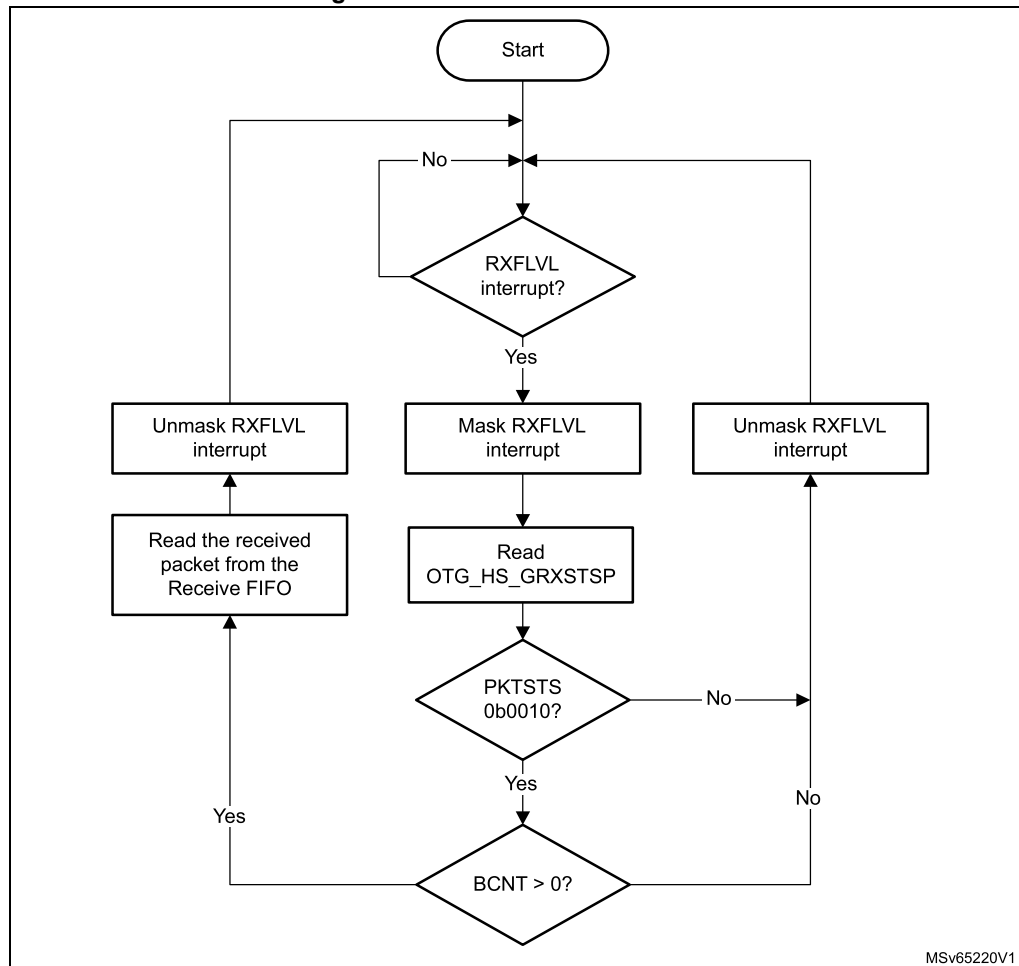 Start
No
RXFLVL
interrupt?
Yes
Unmask RXFLVL
interrupt
Mask RXFLVL
interrupt
Unmask RXFLVL
interrupt
Read the received
packet from the
Receive FIFO
Read
OTG_HS_GRXSTSP
PKTSTS
0b0010?
No
Yes
Yes
No
BCNT > 0?
MSv65220V1